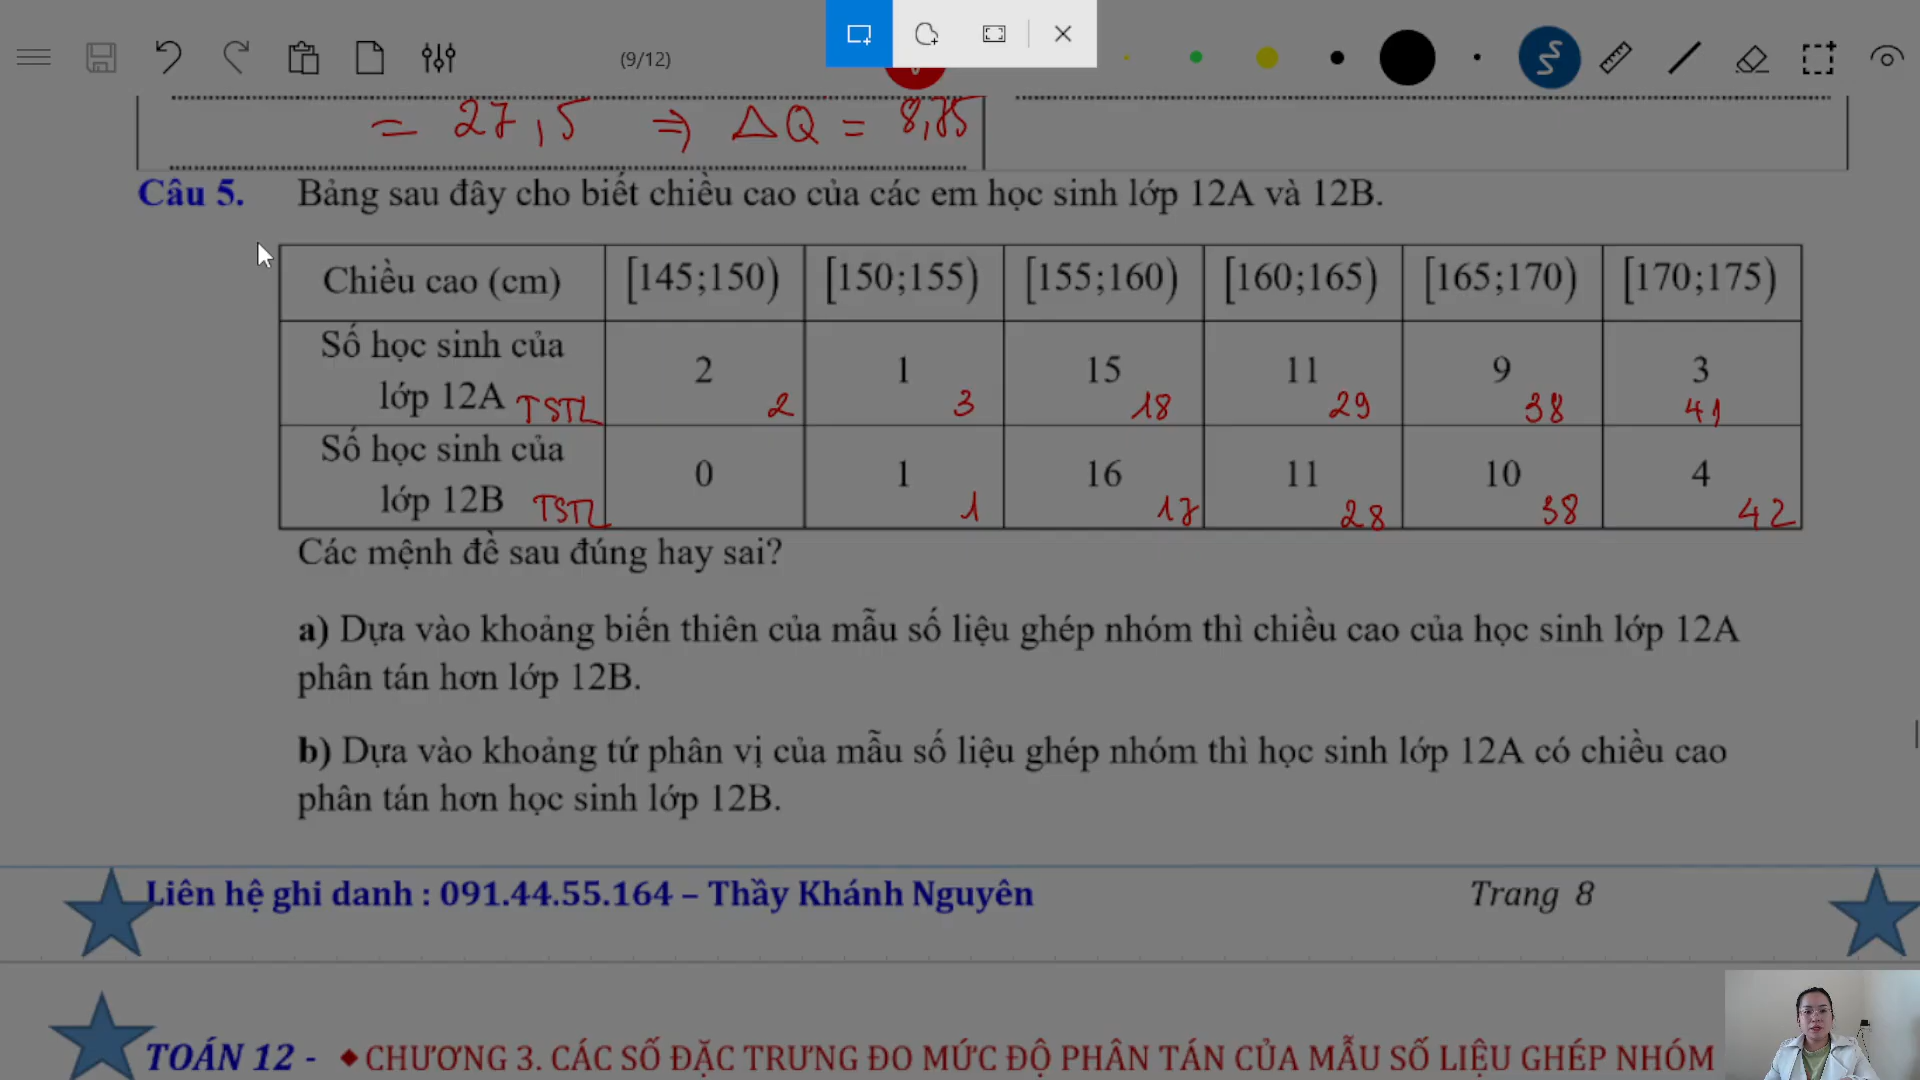 (9/12)
= 27,5 ⇒ ΔQ = 8,75
Câu 5. Bảng sau đây cho biết chiều cao của các em học sinh lớp 12A và 12B.
Chiều cao (cm) [145;150) [150;155) [155;160) [160;165) [165;170) [170;175)
Số học sinh của
lớp 12A TSTL 2 1 15 11 9 3
2 3 18 29 38 41
Số học sinh của
lớp 12B TSTL 0 1 16 11 10 4
1 17 28 38 42
Các mệnh đề sau đúng hay sai?
a) Dựa vào khoảng biến thiên của mẫu số liệu ghép nhóm thì chiều cao của học sinh lớp 12A
phân tán hơn lớp 12B.
b) Dựa vào khoảng tứ phân vị của mẫu số liệu ghép nhóm thì học sinh lớp 12A có chiều cao
phân tán hơn học sinh lớp 12B.
Liên hệ ghi danh : 091.44.55.164 – Thầy Khánh Nguyên Trang 8
TOÁN 12 - ◆ CHƯƠNG 3. CÁC SỐ ĐẶC TRƯNG ĐO MỨC ĐỘ PHÂN TÁN CỦA MẪU SỐ LIỆU GHÉP NHÓM